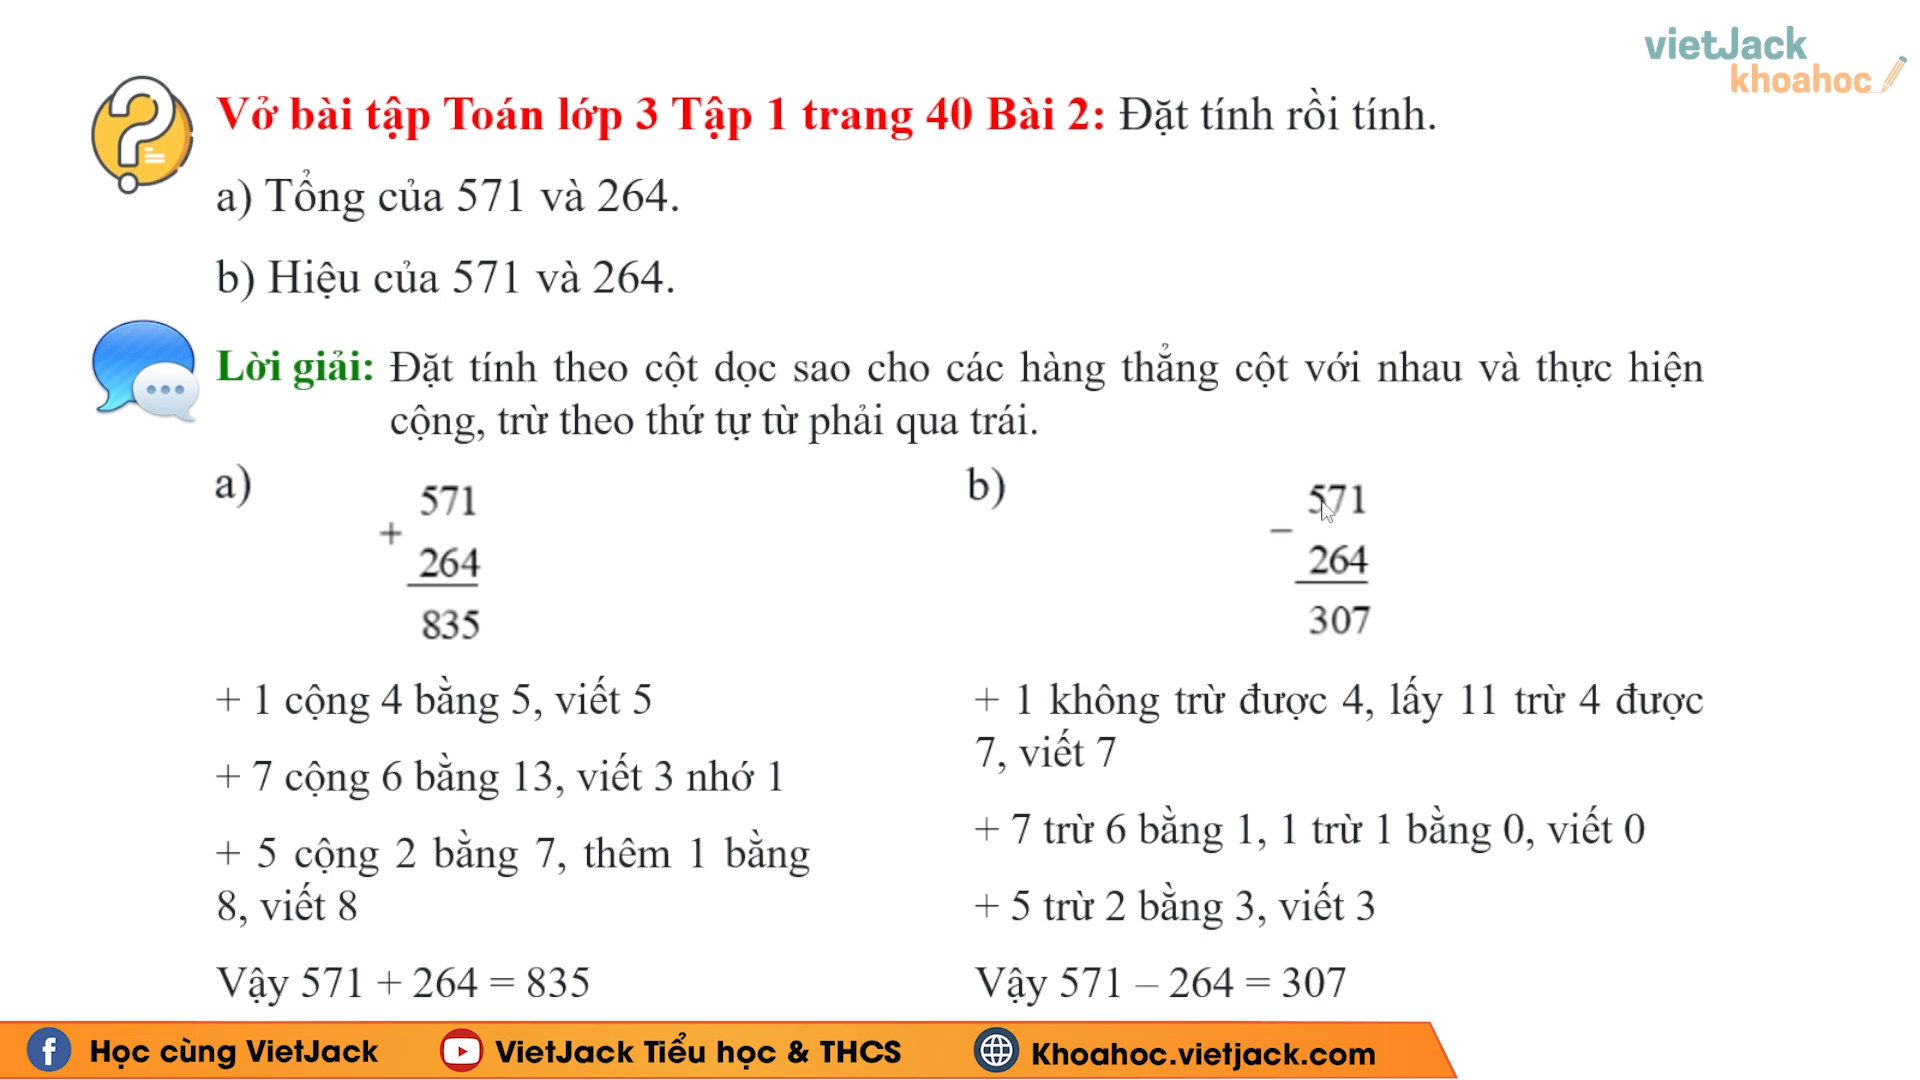 vietJack
khoahoc
Vở bài tập Toán lớp 3 Tập 1 trang 40 Bài 2: Đặt tính rồi tính.
a) Tổng của 571 và 264.
b) Hiệu của 571 và 264.
Lời giải: Đặt tính theo cột dọc sao cho các hàng thẳng cột với nhau và thực hiện
cộng, trừ theo thứ tự từ phải qua trái.
a)
571
+
264
835
+ 1 cộng 4 bằng 5, viết 5
+ 7 cộng 6 bằng 13, viết 3 nhớ 1
+ 5 cộng 2 bằng 7, thêm 1 bằng
8, viết 8
Vậy 571 + 264 = 835
b)
571
–
264
307
+ 1 không trừ được 4, lấy 11 trừ 4 được
7, viết 7
+ 7 trừ 6 bằng 1, 1 trừ 1 bằng 0, viết 0
+ 5 trừ 2 bằng 3, viết 3
Vậy 571 – 264 = 307
Học cùng VietJack
VietJack Tiểu học & THCS
Khoahoc.vietjack.com